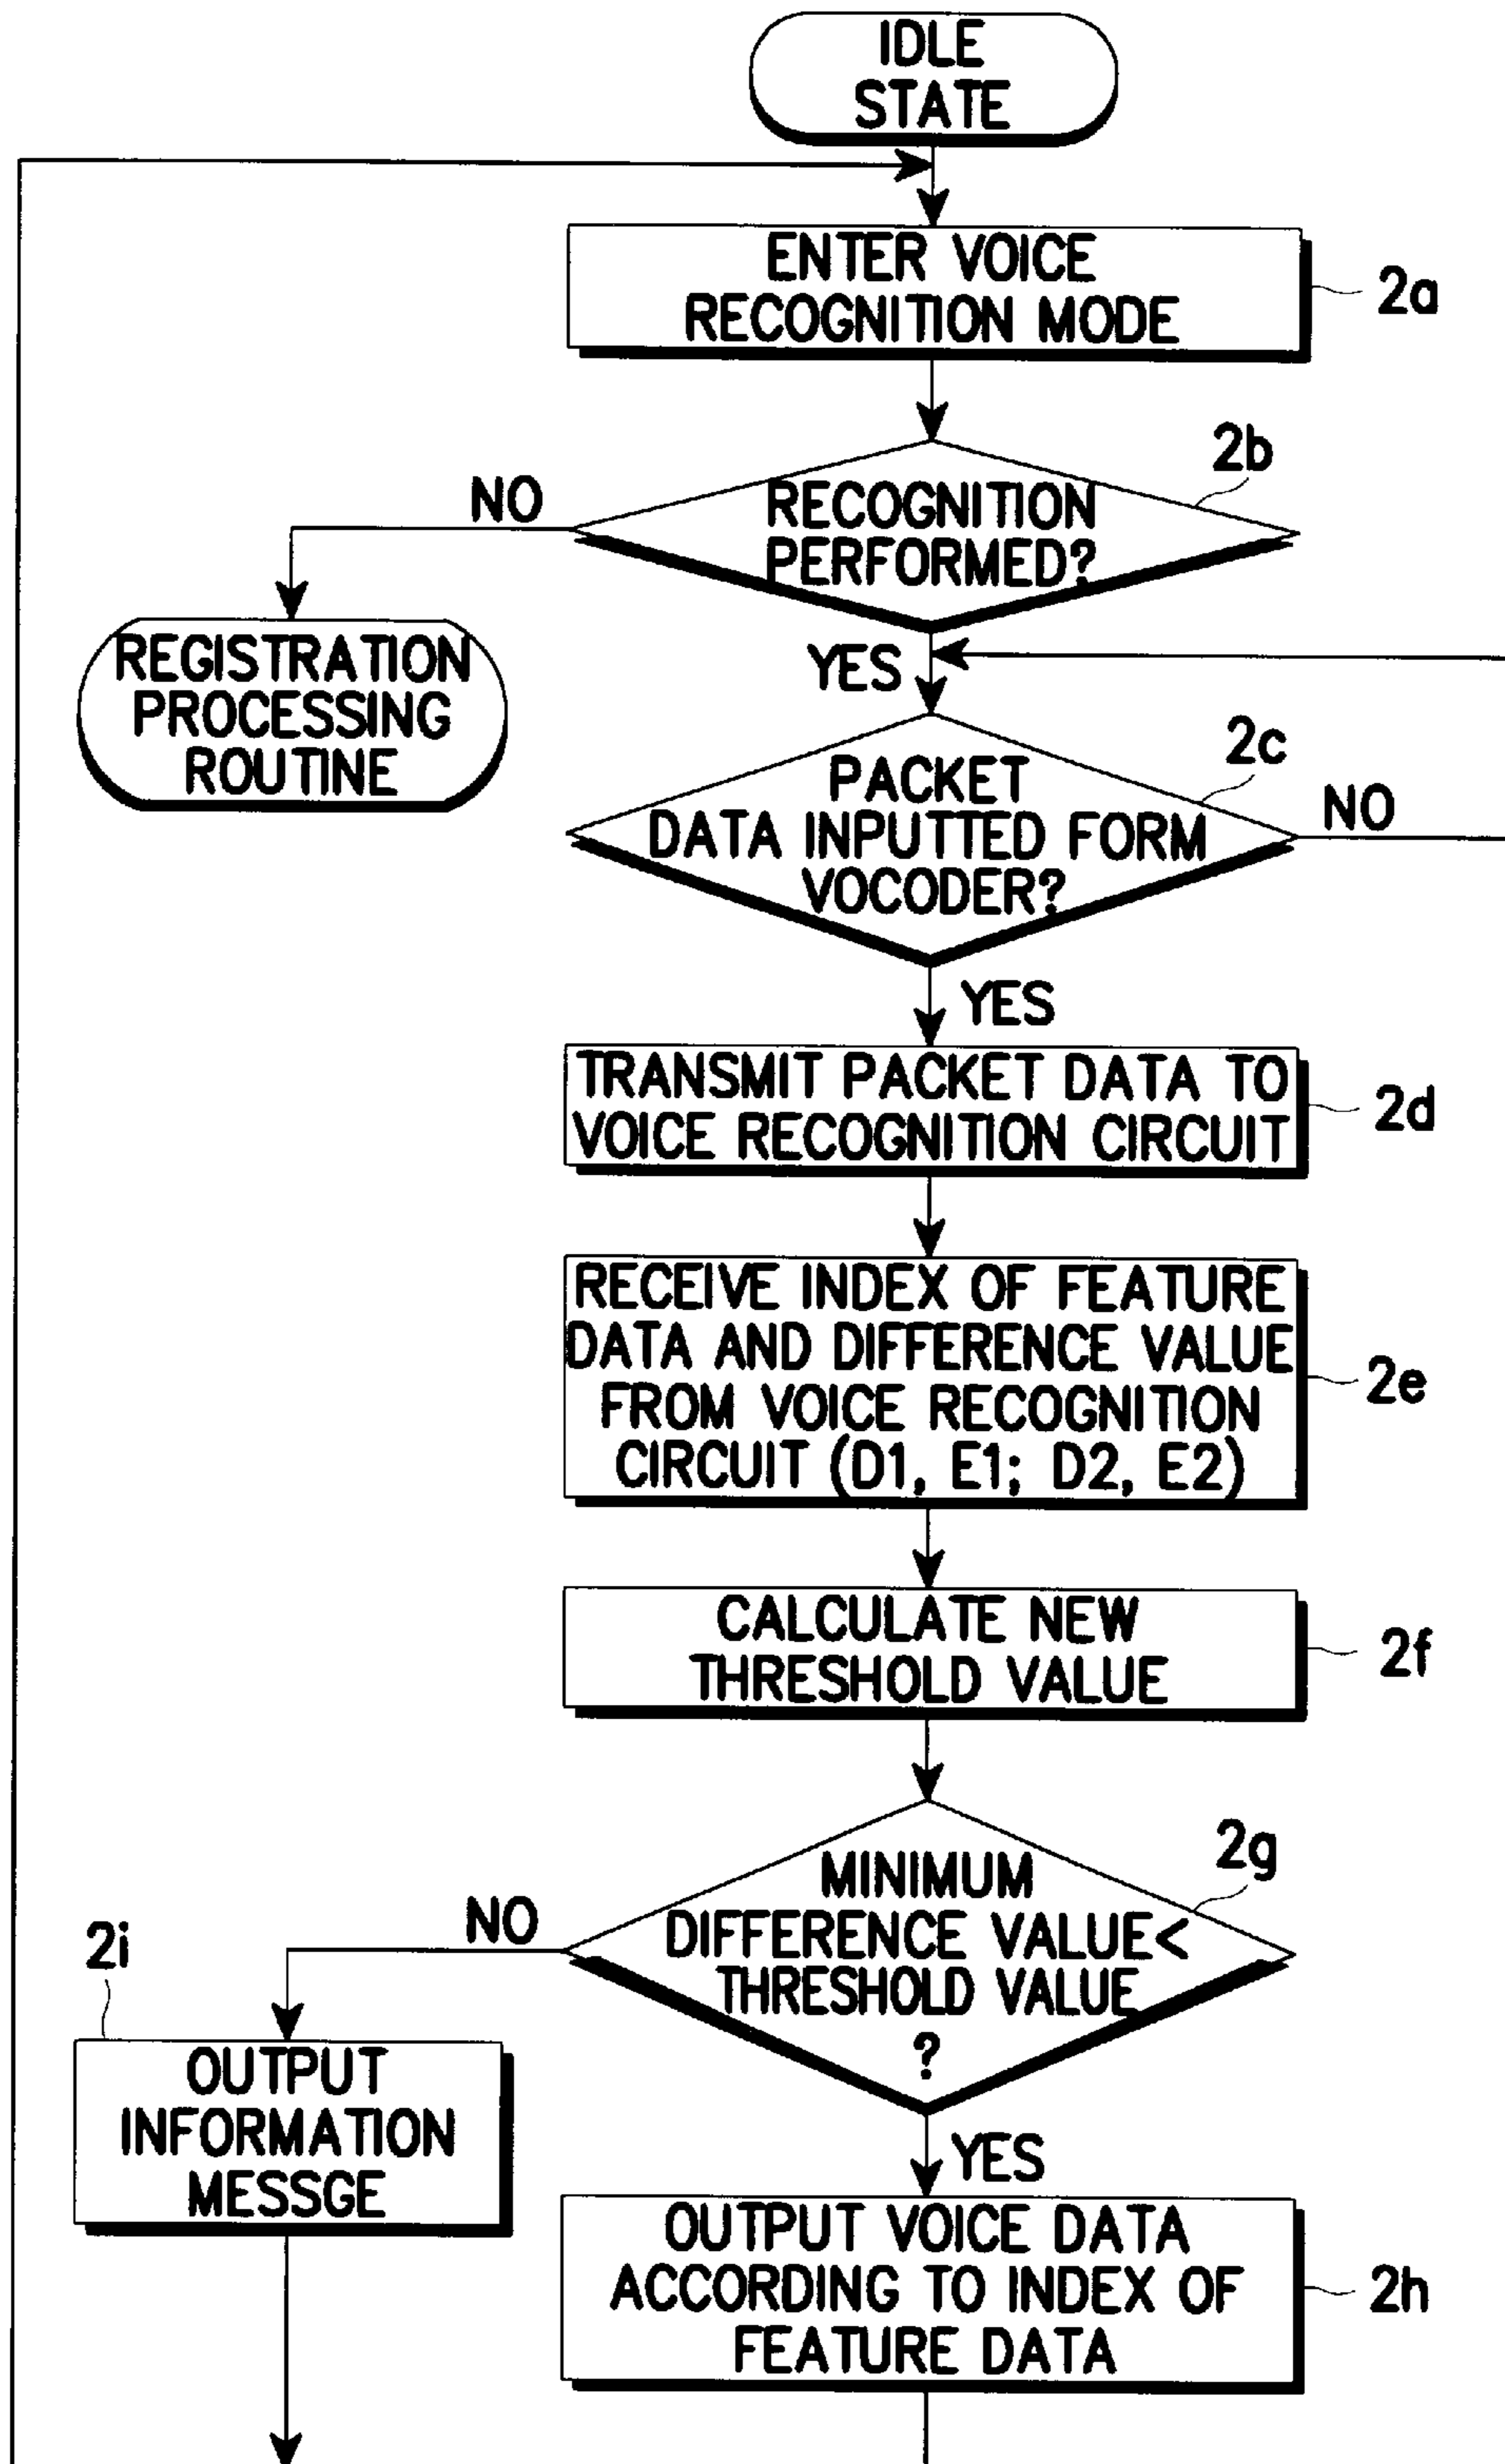 IDLE
STATE
ENTER VOICE
RECOGNITION MODE
2a
2b
NO
RECOGNITION
PERFORMED?
YES
REGISTRATION
PROCESSING
ROUTINE
2c
PACKET
DATA INPUTTED FORM
VOCODER?
NO
YES
TRANSMIT PACKET DATA TO
VOICE RECOGNITION CIRCUIT
2d
RECEIVE INDEX OF FEATURE
DATA AND DIFFERENCE VALUE
FROM VOICE RECOGNITION
CIRCUIT (D1, E1; D2, E2)
2e
CALCULATE NEW
THRESHOLD VALUE
2f
2g
MINIMUM
DIFFERENCE VALUE<
THRESHOLD VALUE
?
NO
2i
OUTPUT
INFORMATION
MESSGE
YES
OUTPUT VOICE DATA
ACCORDING TO INDEX OF
FEATURE DATA
2h